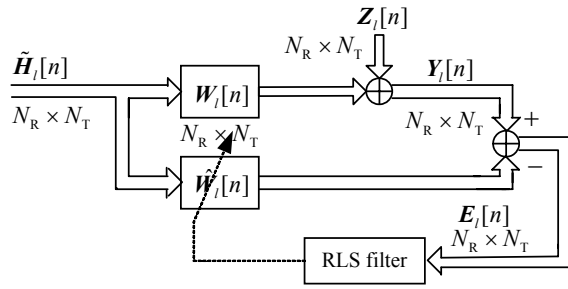 Z_l[n]
N_R × N_T
H̃_l[n]
N_R × N_T
W_l[n]
Y_l[n]
N_R × N_T
+
−
N_R × N_T
Ŵ_l[n]
E_l[n]
N_R × N_T
RLS filter